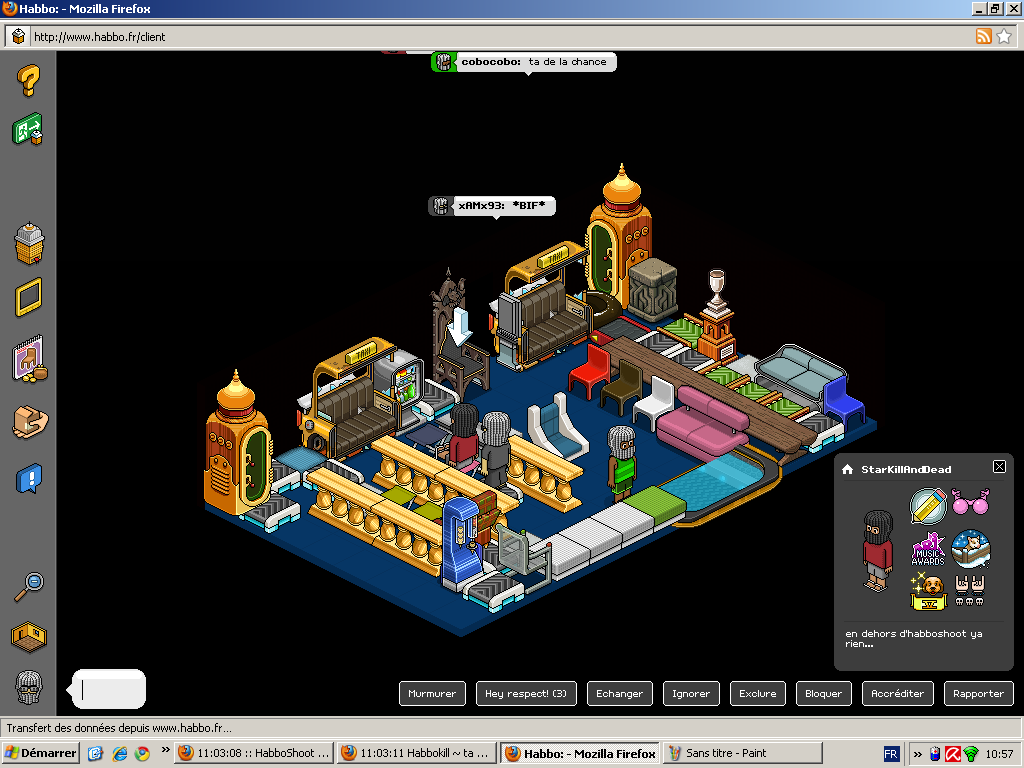 Habbo: - Mozilla Firefox
http://www.habbo.fr/client
cobocobo: ta de la chance
xAMx93: *BIF*
TAXI
TAXI
StarKillAndDead
MUSIC
AWARDS
en dehors d'habboshoot ya
rien...
Murmurer
Hey respect! (3)
Echanger
Ignorer
Exclure
Bloquer
Accréditer
Rapporter
Transfert des données depuis www.habbo.fr...
Démarrer
»
11:03:08 :: HabboShoot ...
11:03:11 Habbokill ~ ta ...
Habbo: - Mozilla Firefox
Sans titre - Paint
FR
»
10:57